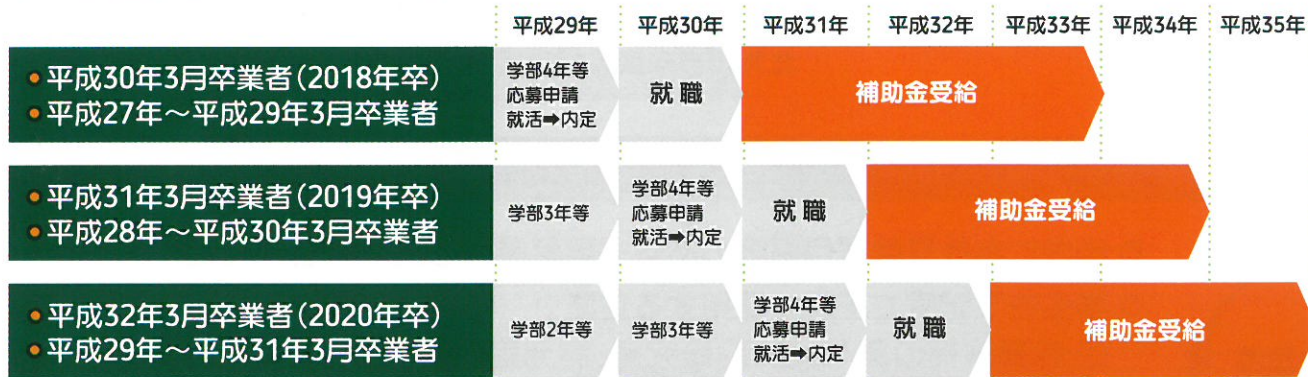 平成29年 平成30年 平成31年 平成32年 平成33年 平成34年 平成35年
平成30年3月卒業者(2018年卒)
平成27年～平成29年3月卒業者
学部4年等
応募申請
就活➡内定
就職
補助金受給
平成31年3月卒業者(2019年卒)
平成28年～平成30年3月卒業者
学部3年等
学部4年等
応募申請
就活➡内定
就職
補助金受給
平成32年3月卒業者(2020年卒)
平成29年～平成31年3月卒業者
学部2年等
学部3年等
学部4年等
応募申請
就活➡内定
就職
補助金受給